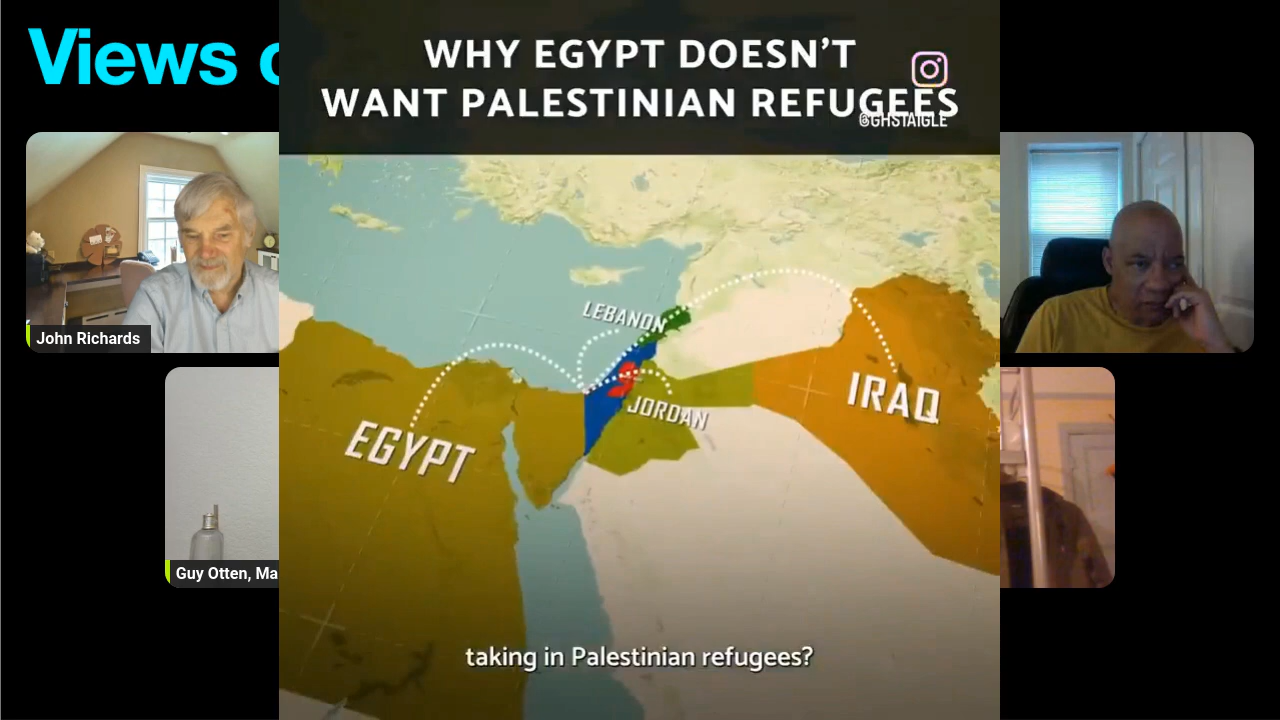 Views
WHY EGYPT DOESN'T
WANT PALESTINIAN REFUGEES
@GHSTAIGLE
LEBANON
JORDAN
IRAQ
EGYPT
John Richards
Guy Otten, Ma
taking in Palestinian refugees?